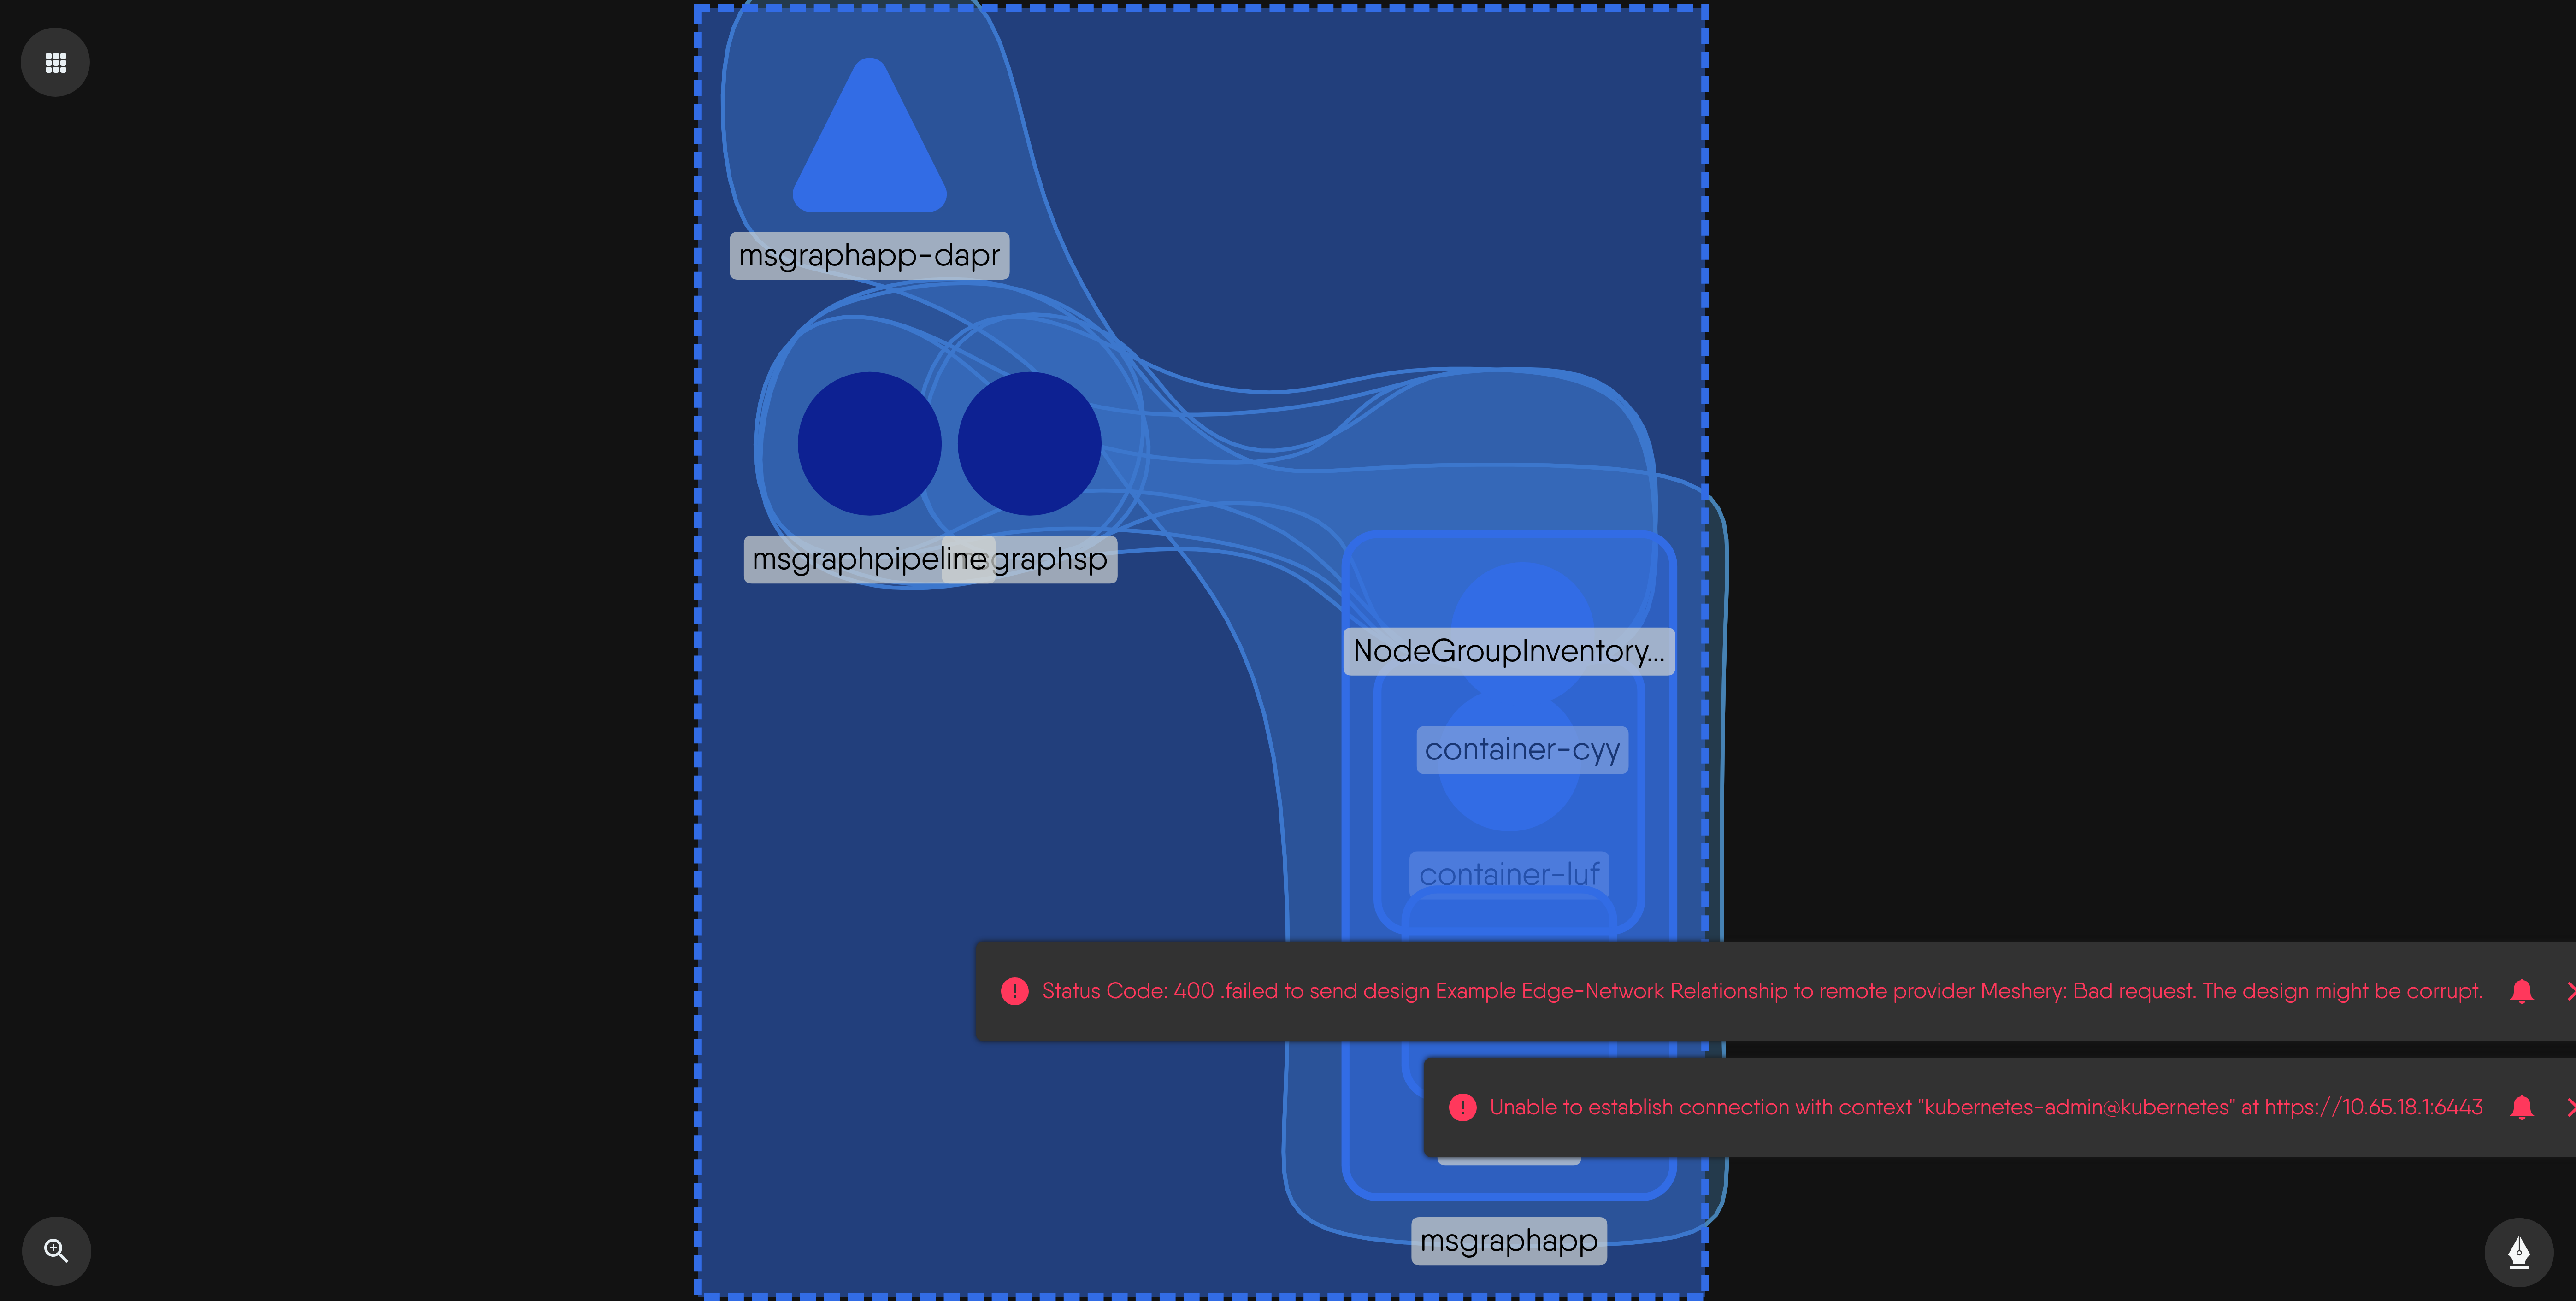 msgraphapp-dapr
msgraphpipeline
msgraphsp
NodeGroupInventory...
container-cyy
container-luf
Status Code: 400 .failed to send design Example Edge-Network Relationship to remote provider Meshery: Bad request. The design might be corrupt.
Unable to establish connection with context "kubernetes-admin@kubernetes" at https://10.65.18.1:6443
msgraphapp